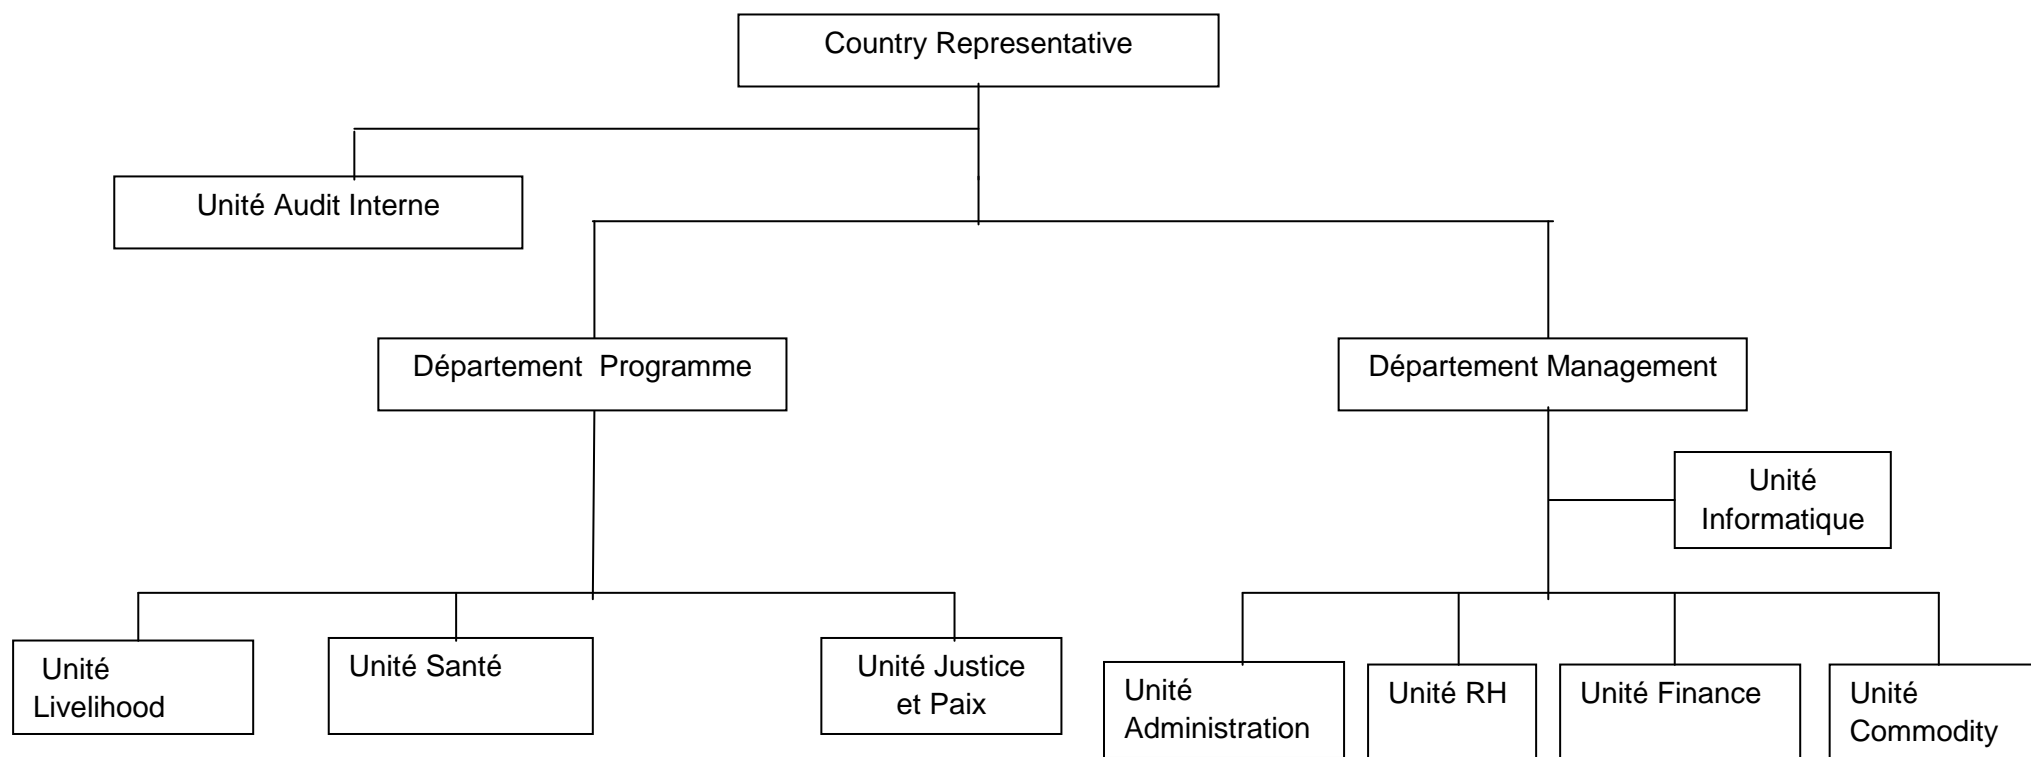 Country Representative
Unité Audit Interne
Département  Programme
Département Management
Unité
Informatique
Unité
Livelihood
Unité Santé
Unité Justice
et Paix
Unité
Administration
Unité RH
Unité Finance
Unité
Commodity